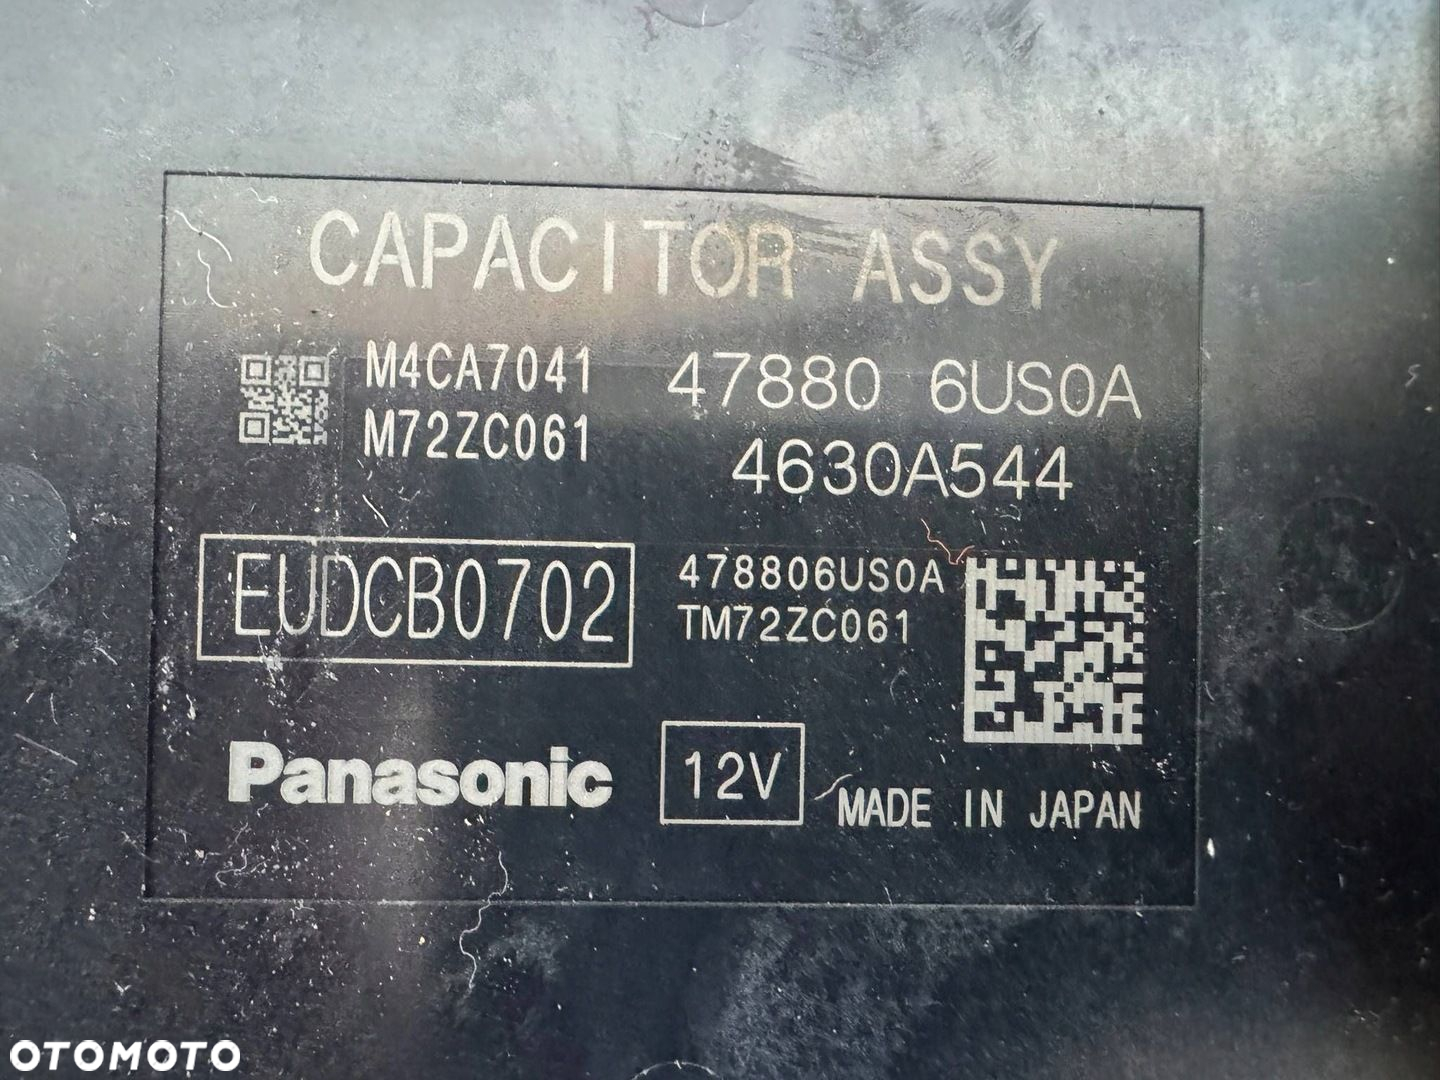 CAPACITOR ASSY
M4CA7041
M72ZC061
47880 6US0A
4630A544
EUDCB0702
478806US0A
TM72ZC061
Panasonic
12V
MADE IN JAPAN
OTOMOTO